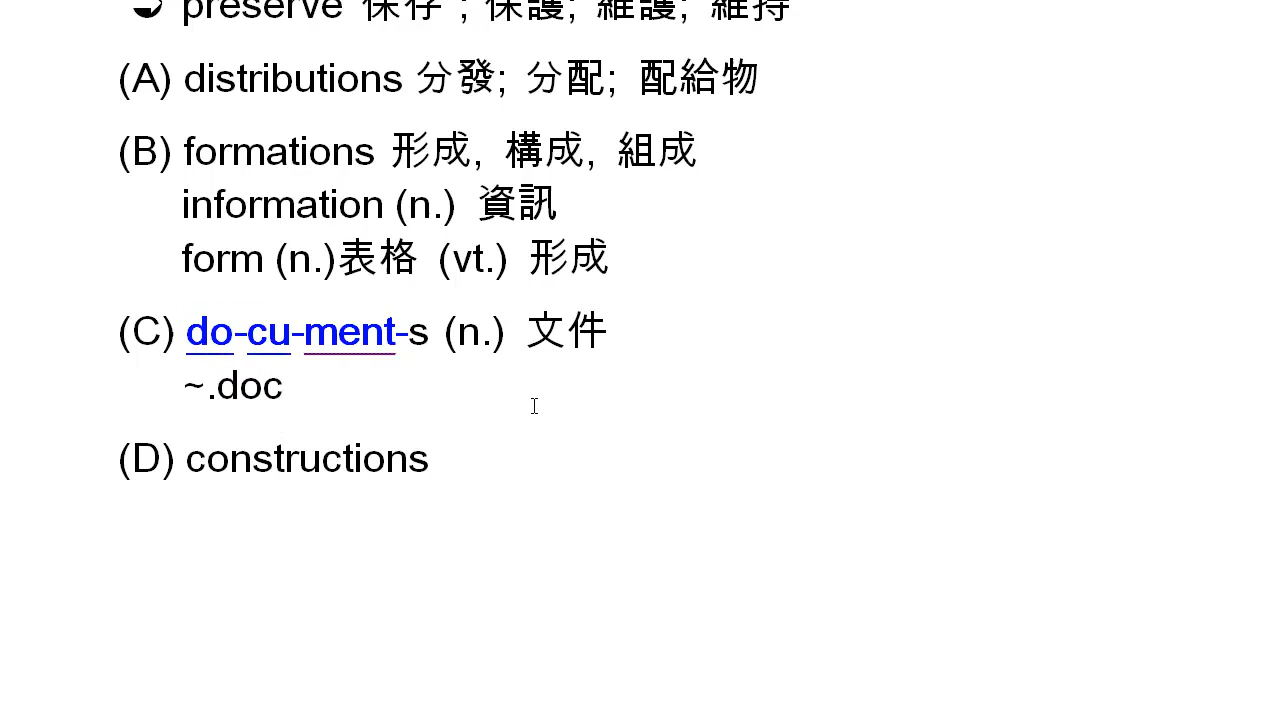 ➲ preserve 保存 ; 保護; 維護; 維持
(A) distributions 分發; 分配; 配給物
(B) formations 形成, 構成, 組成
information (n.) 資訊
form (n.)表格 (vt.) 形成
(C) do-cu-ment-s (n.) 文件
~.doc
(D) constructions